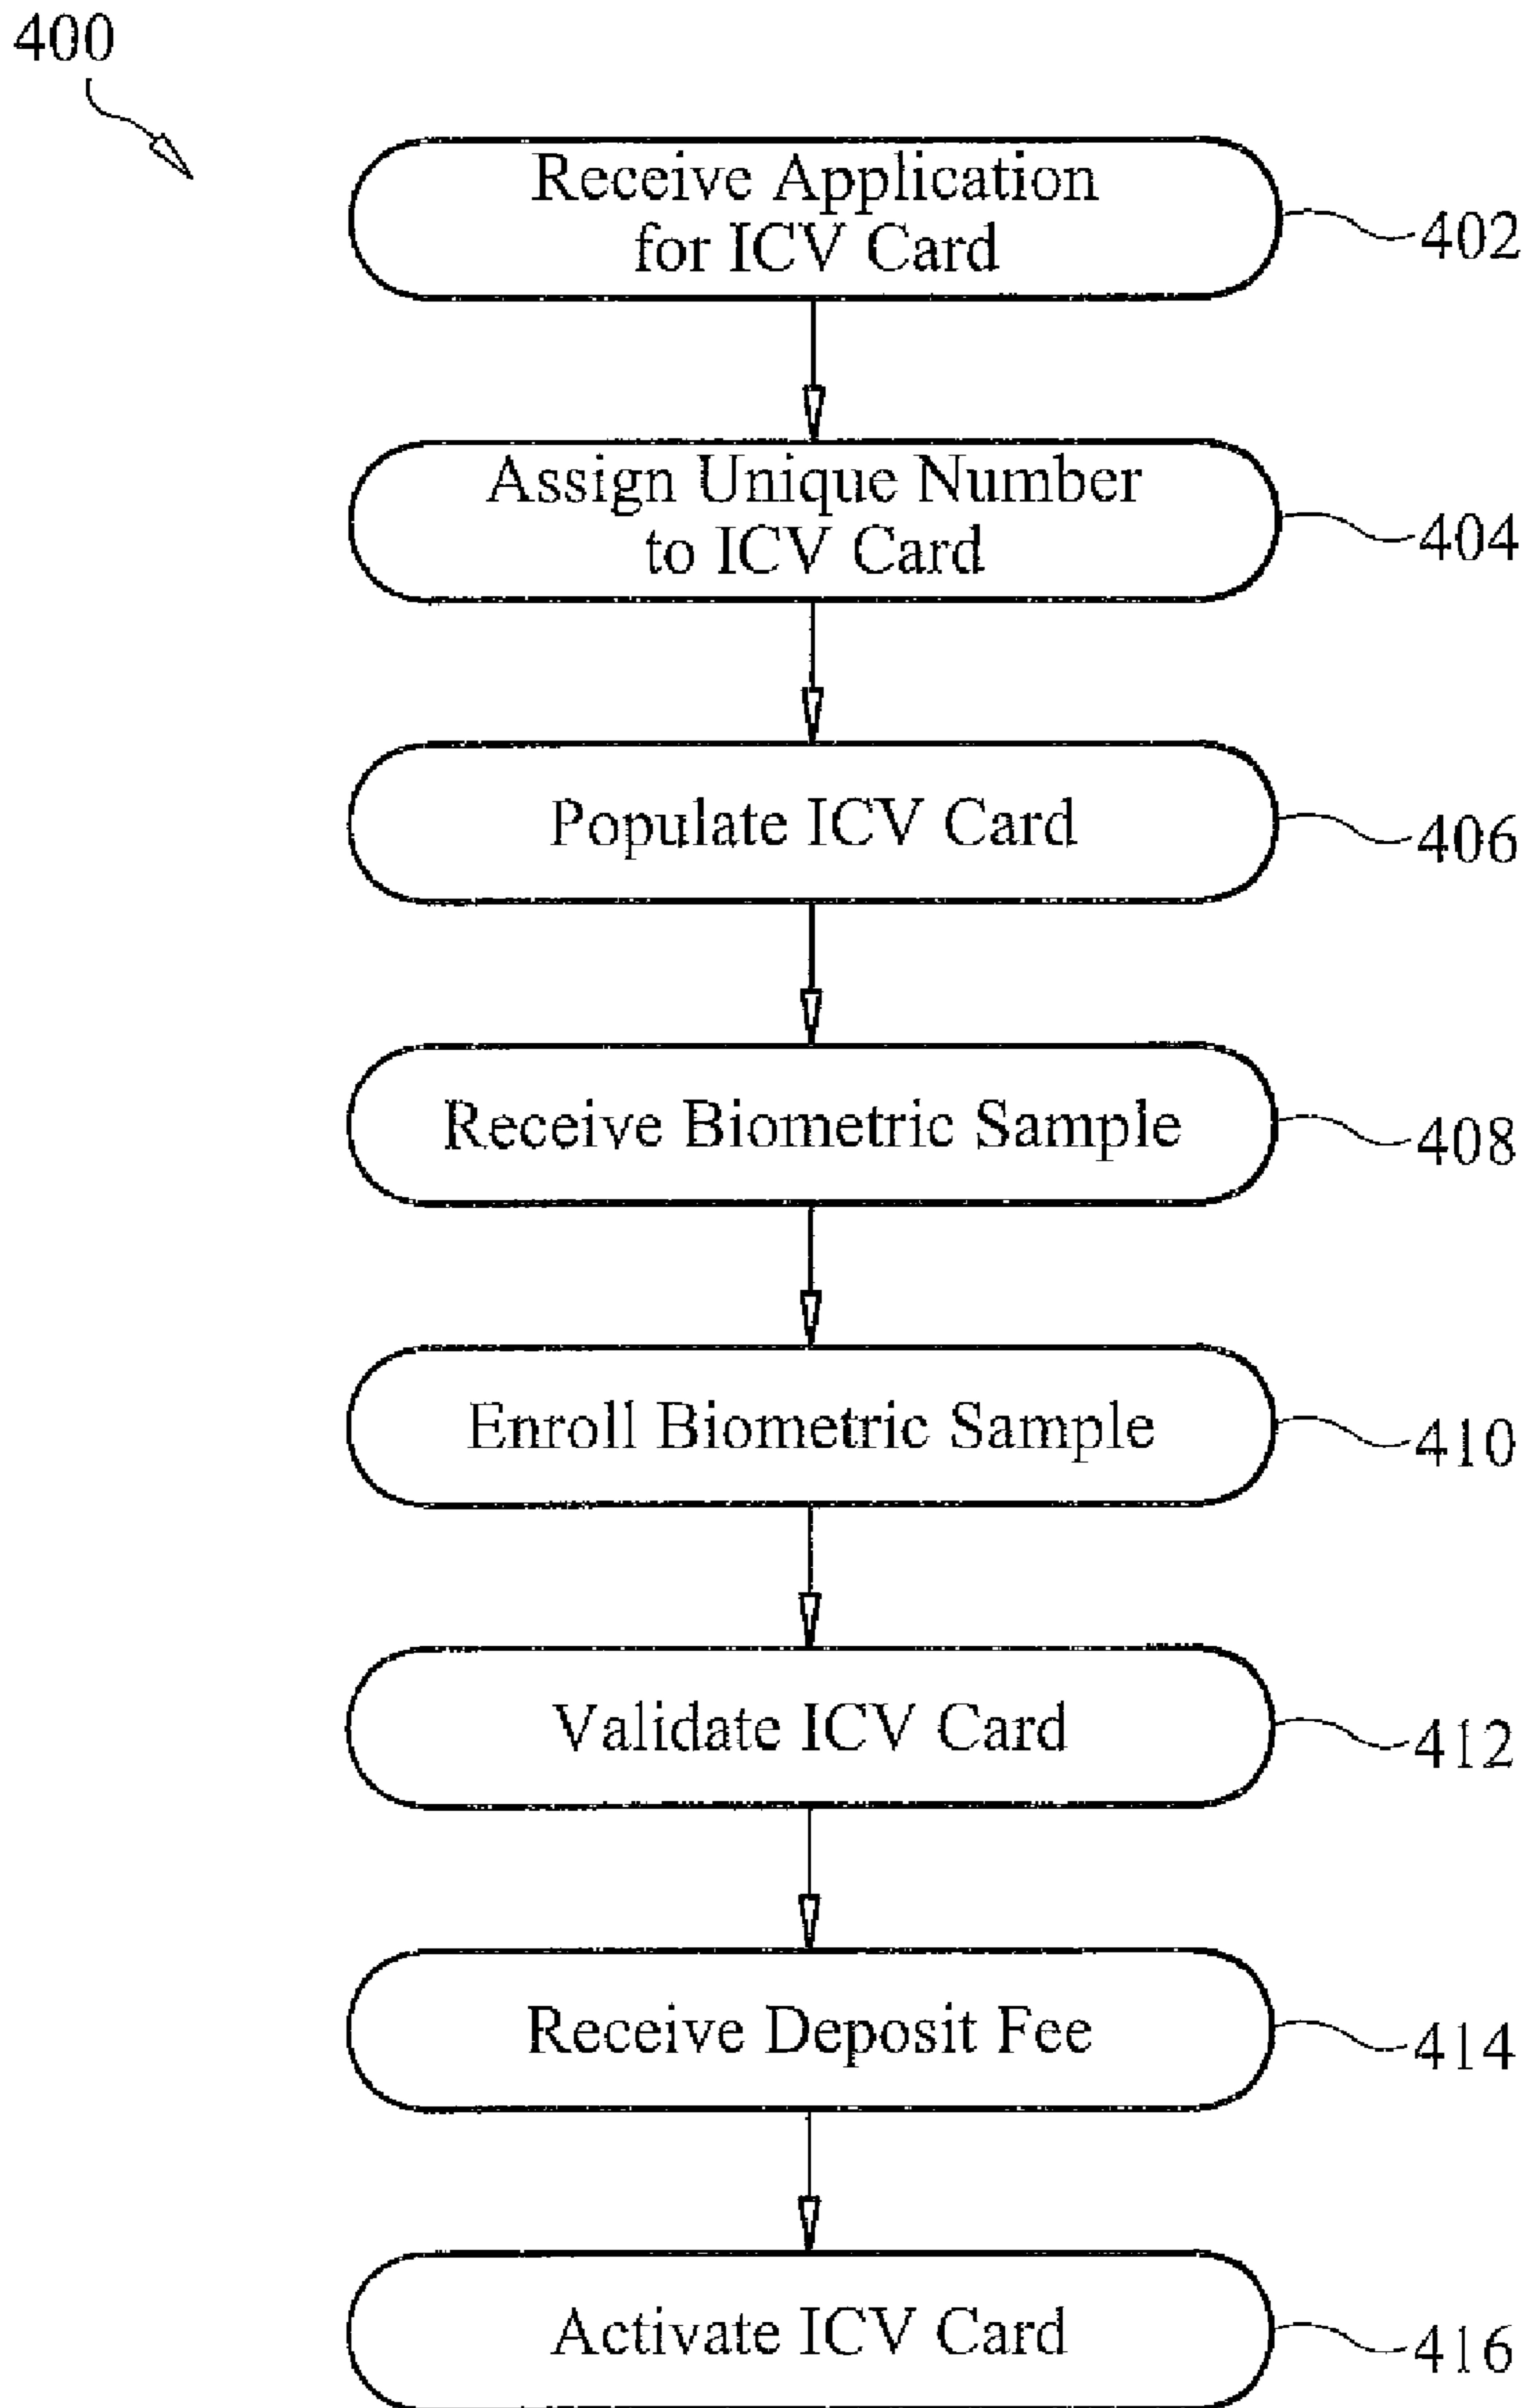 400
Receive Application
for ICV Card
402
Assign Unique Number
to ICV Card
404
Populate ICV Card
406
Receive Biometric Sample
408
Enroll Biometric Sample
410
Validate ICV Card
412
Receive Deposit Fee
414
Activate ICV Card
416